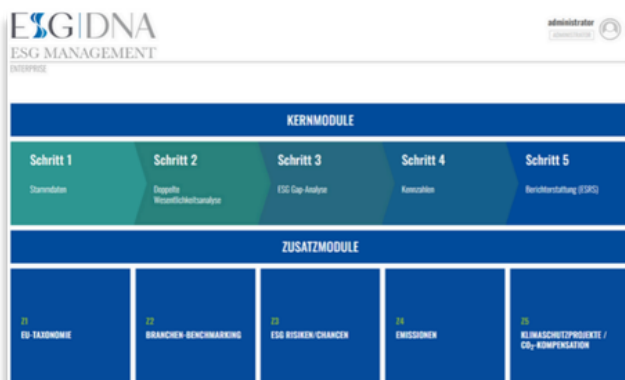 ESG|DNA
ESG MANAGEMENT
ENTERPRISE
administrator
ADMINISTRATOR
KERNMODULE
Schritt 1
Stammdaten
Schritt 2
Doppelte
Wesentlichkeitsanalyse
Schritt 3
ESG Gap-Analyse
Schritt 4
Kennzahlen
Schritt 5
Berichterstattung (ESRS)
ZUSATZMODULE
Z1
EU-TAXONOMIE
Z2
BRANCHEN-BENCHMARKING
Z3
ESG RISIKEN/CHANCEN
Z4
EMISSIONEN
Z5
KLIMASCHUTZPROJEKTE /
CO₂-KOMPENSATION